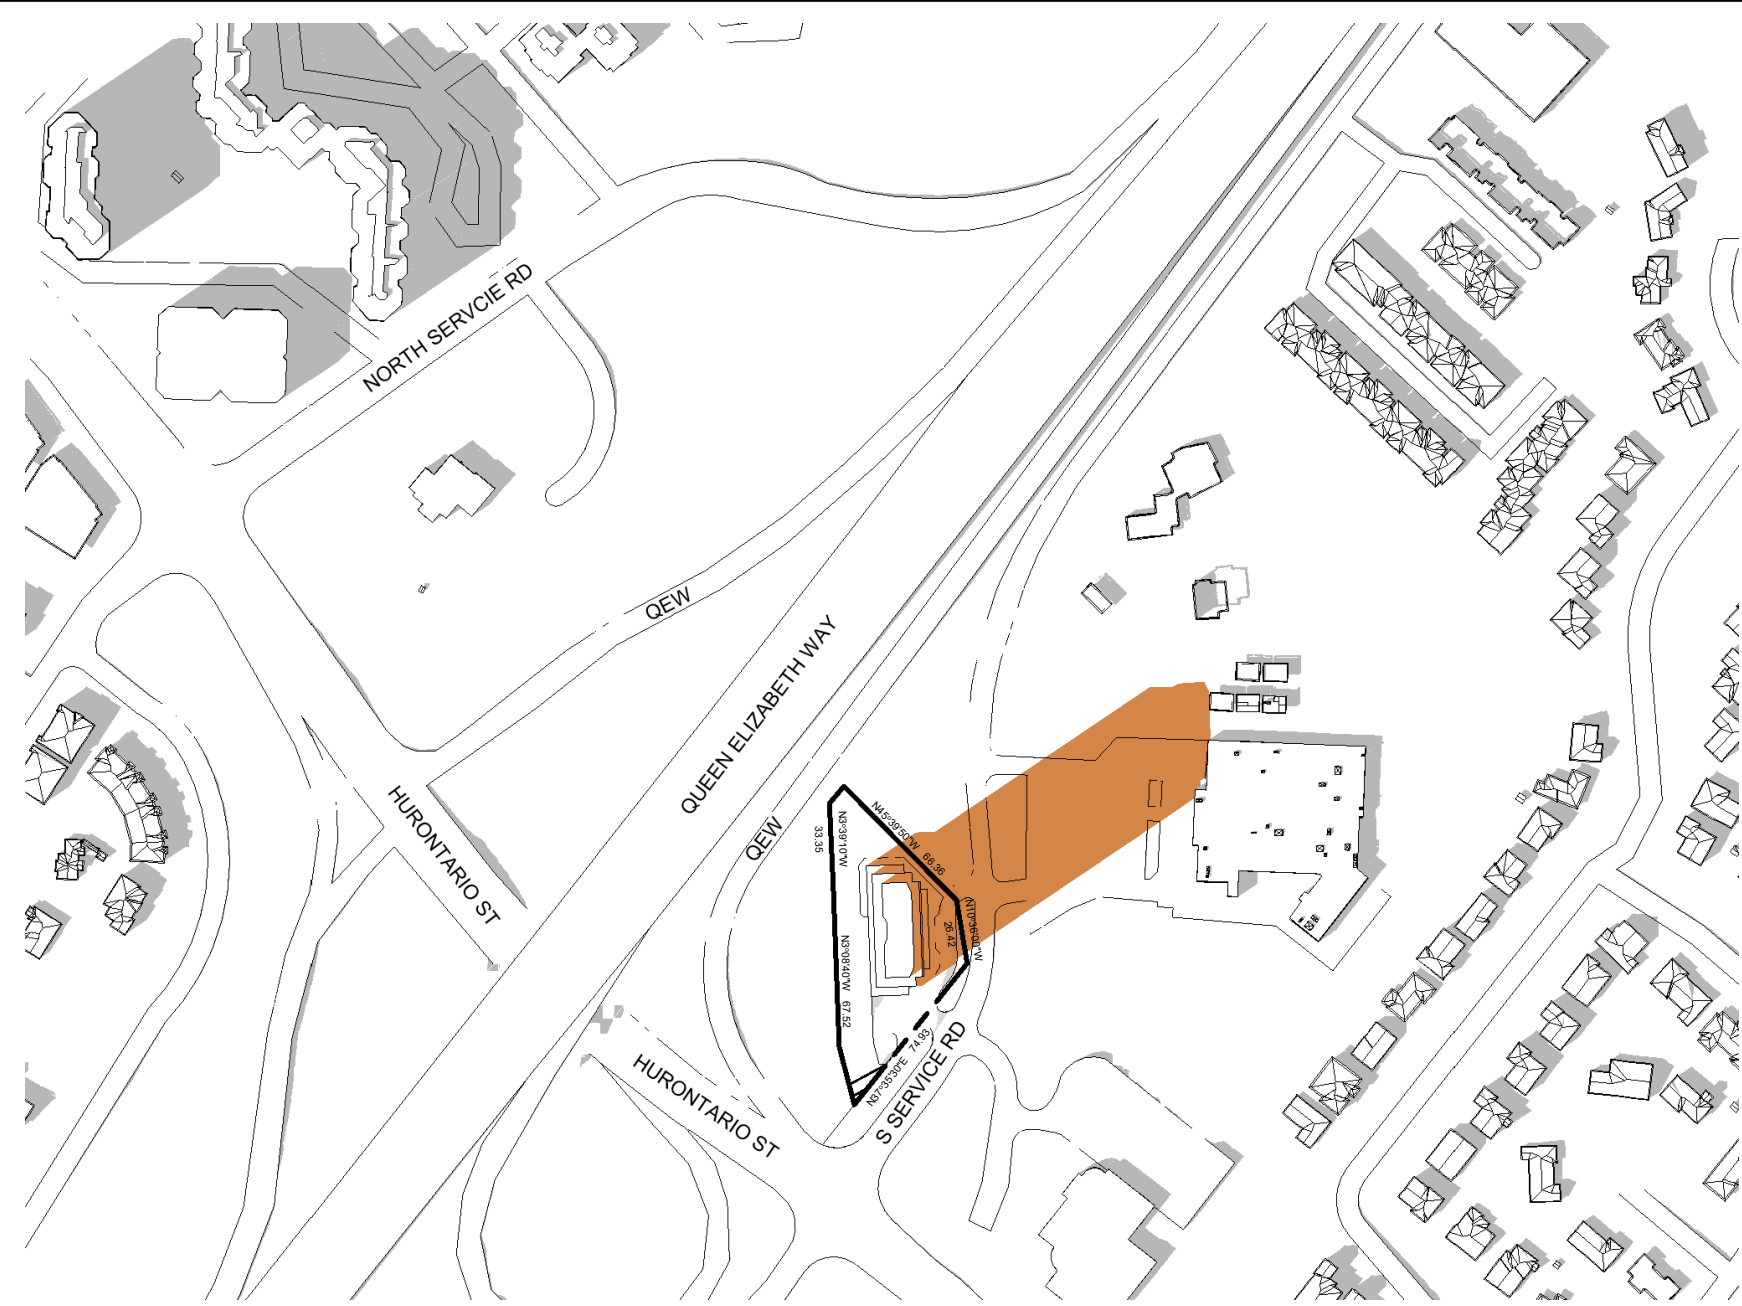 NORTH SERVCIE RD
QEW
QUEEN ELIZABETH WAY
HURONTARIO ST
QEW
N45°39'50"W 66.36
N3°39'10"W
33.35
N10°36'00"W
26.42
N3°08'40"W 67.52
N37°35'30"E 74.93
S SERVICE RD
HURONTARIO ST